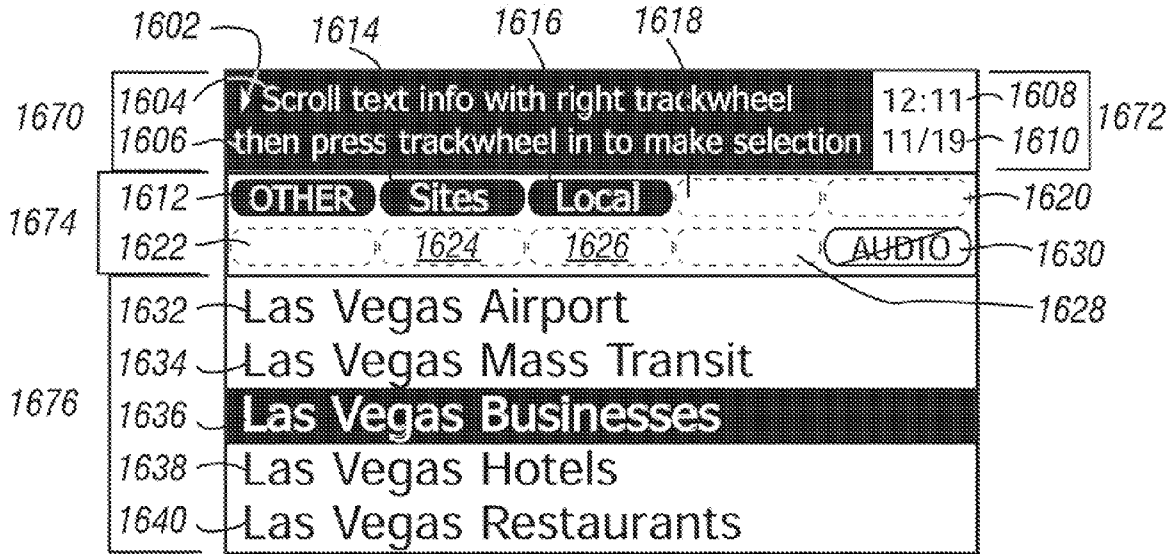 1602 1614 1616 1618
1670 1604 Scroll text info with right trackwheel 12:11 1608 1672
1606 then press trackwheel in to make selection 11/19 1610
1674 1612 OTHER Sites Local 1620
1622 1624 1626 AUDIO 1630
1628
1632 Las Vegas Airport
1634 Las Vegas Mass Transit
1676 1636 Las Vegas Businesses
1638 Las Vegas Hotels
1640 Las Vegas Restaurants